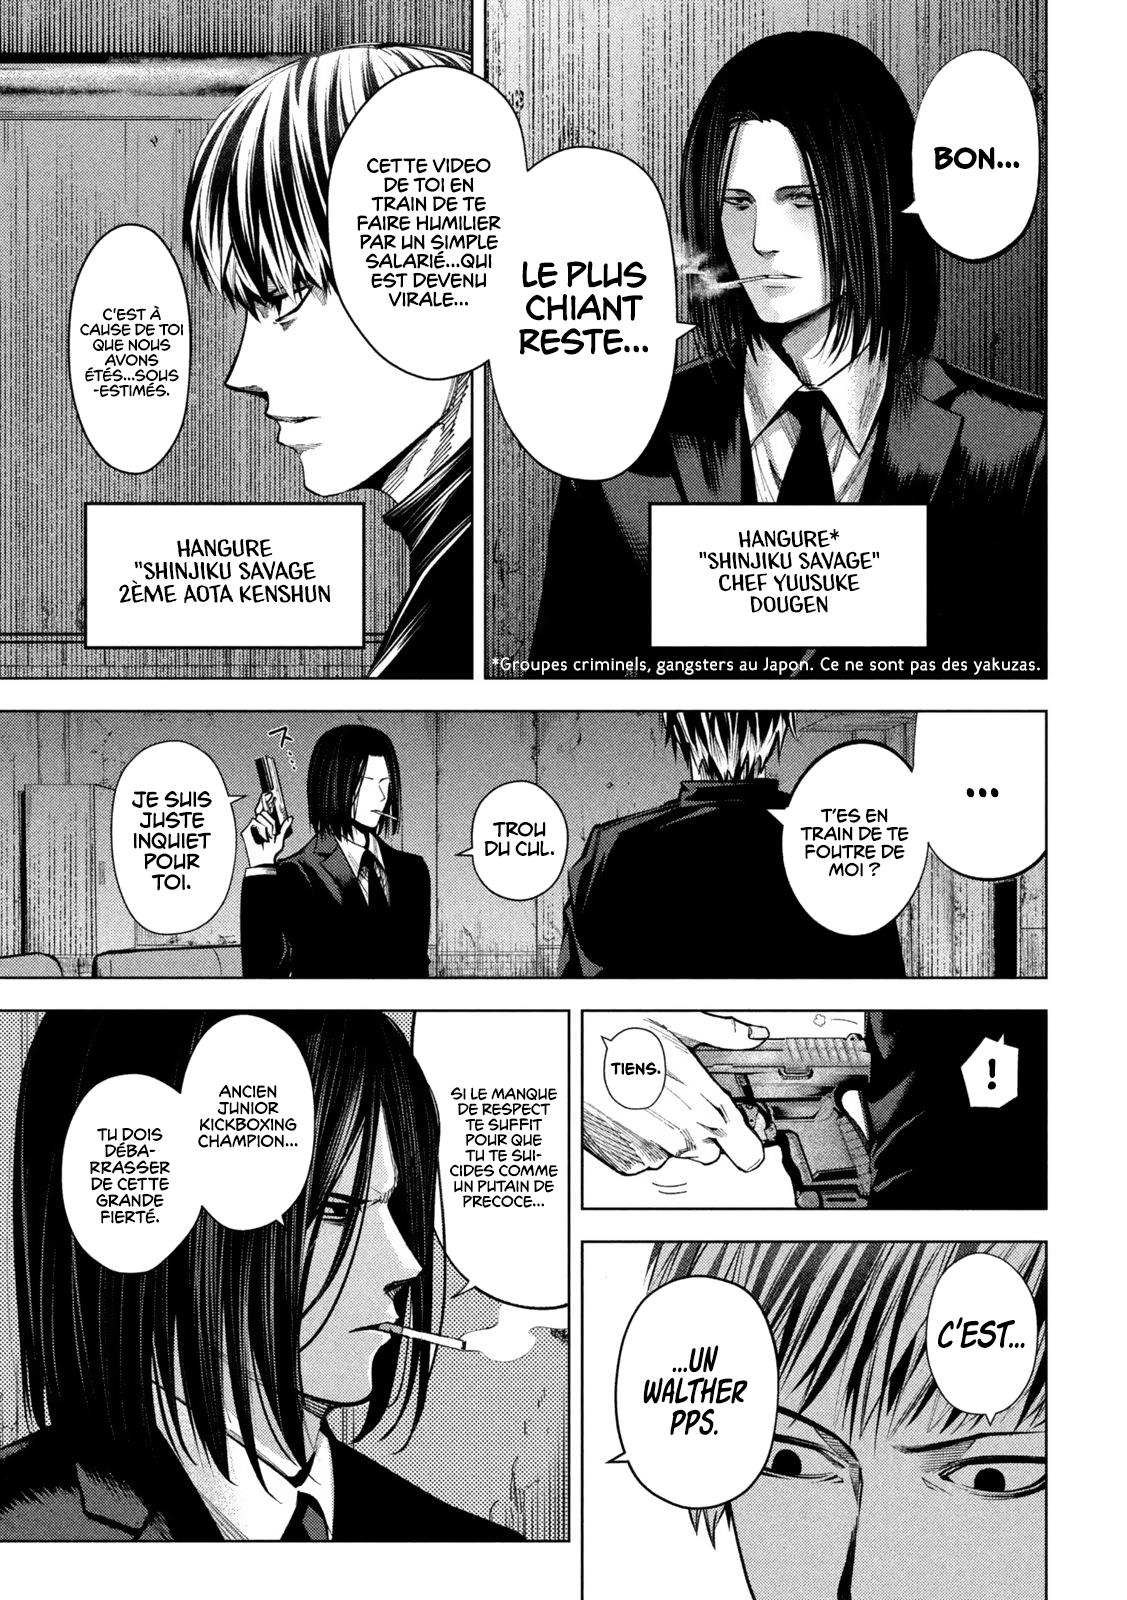 BON...
LE PLUS
CHIANT
RESTE...
HANGURE*
"SHINJIKU SAVAGE"
CHEF YUUSUKE
DOUGEN
*Groupes criminels, gangsters au Japon. Ce ne sont pas des yakuzas.
CETTE VIDEO
DE TOI EN
TRAIN DE TE
FAIRE HUMILIER
PAR UN SIMPLE
SALARIÉ...QUI
EST DEVENU
VIRALE...
C'EST À
CAUSE DE TOI
QUE NOUS
AVONS
ÉTÉS...SOUS
-ESTIMÉS.
HANGURE
"SHINJIKU SAVAGE
2ÈME AOTA KENSHUN
...
T'ES EN
TRAIN DE TE
FOUTRE DE
MOI ?
TROU
DU CUL.
ス...
JE SUIS
JUSTE
INQUIET
POUR
TOI.
!
TIENS.
C'EST...
...UN
WALTHER
PPS.
SI LE MANQUE
DE RESPECT
TE SUFFIT
POUR QUE
TU TE SUI-
CIDES COMME
UN PUTAIN DE
PRECOCE...
ANCIEN
JUNIOR
KICKBOXING
CHAMPION...
TU DOIS
DÉBA-
RRASSER
DE CETTE
GRANDE
FIERTÉ.